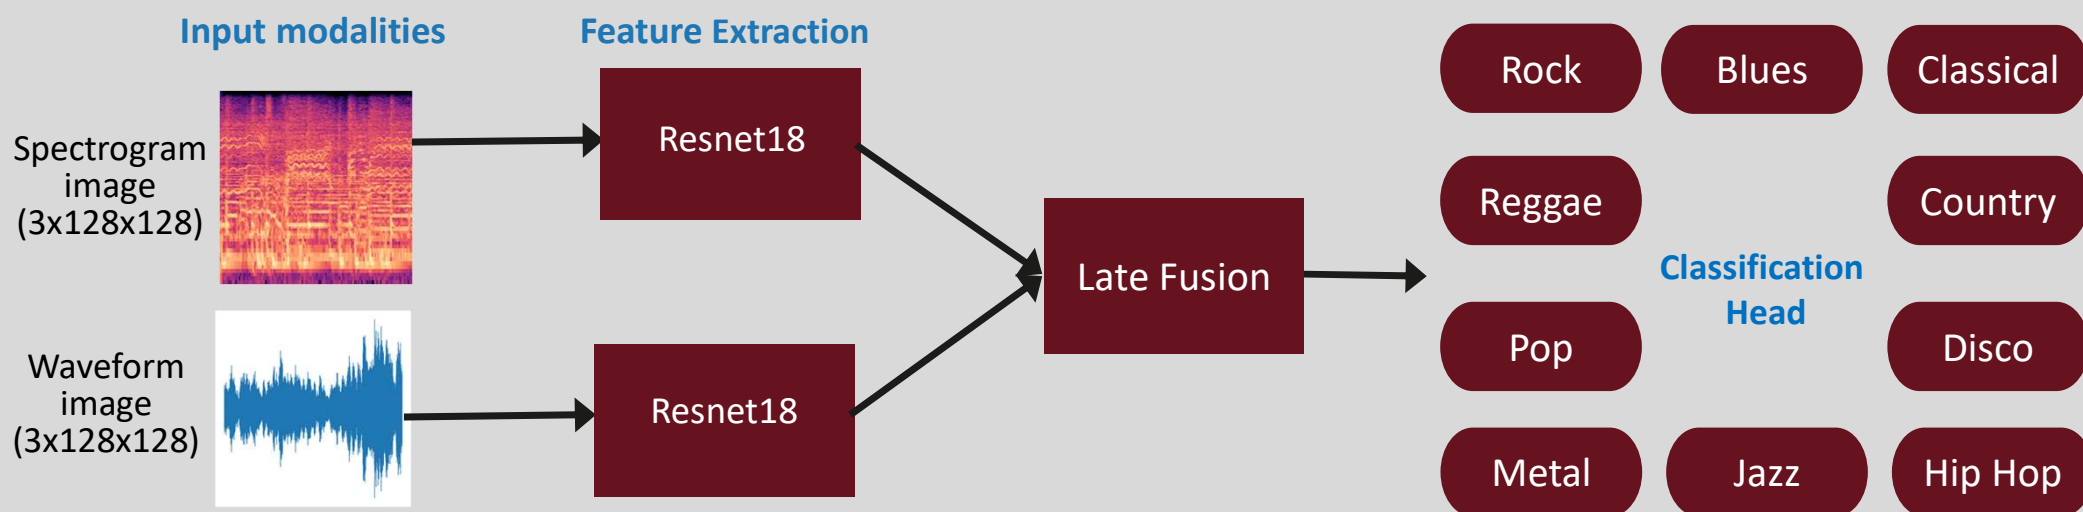 Input modalities
Feature Extraction
Spectrogram
image
(3x128x128)
Waveform
image
(3x128x128)
Resnet18
Resnet18
Late Fusion
Rock
Blues
Classical
Reggae
Country
Classification
Head
Pop
Disco
Metal
Jazz
Hip Hop